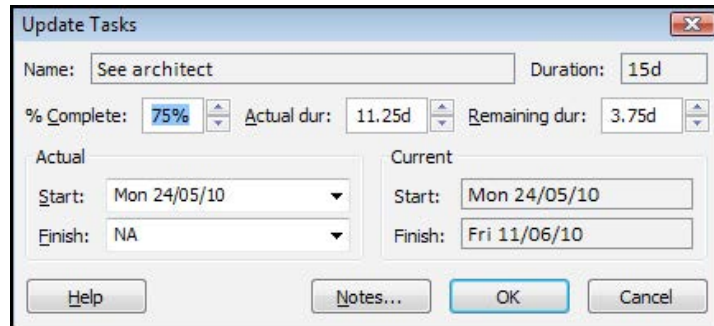 Update Tasks
Name: See architect Duration: 15d
% Complete: 75% Actual dur: 11.25d Remaining dur: 3.75d
Actual Current
Start: Mon 24/05/10 Start: Mon 24/05/10
Finish: NA Finish: Fri 11/06/10
Help Notes... OK Cancel